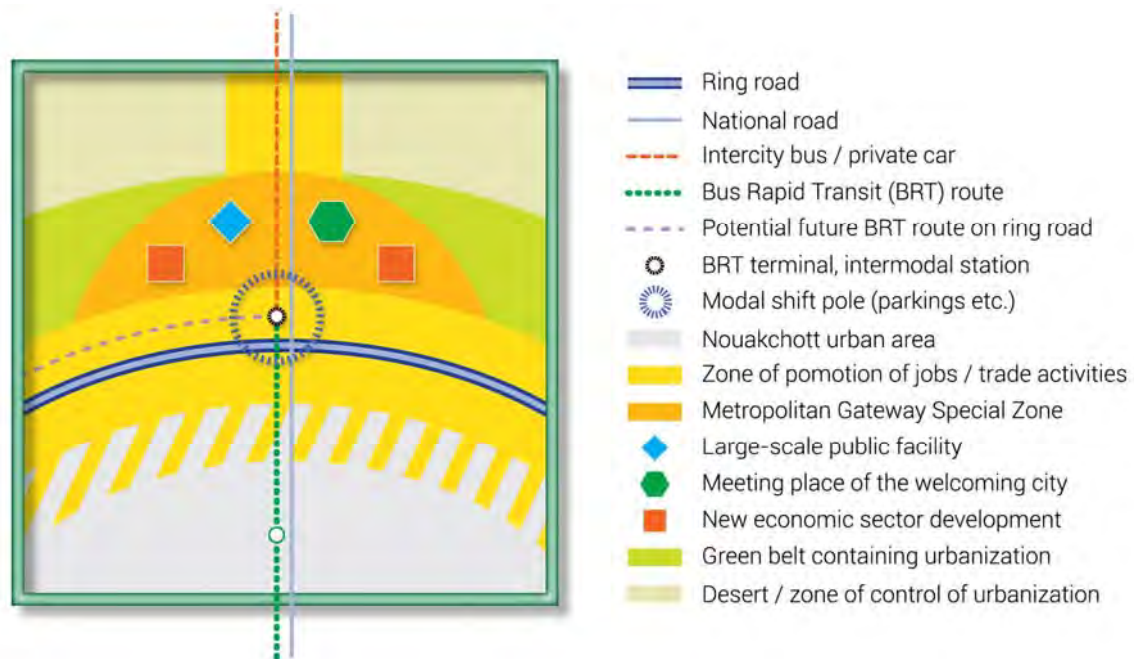 Ring road
National road
Intercity bus / private car
Bus Rapid Transit (BRT) route
Potential future BRT route on ring road
BRT terminal, intermodal station
Modal shift pole (parkings etc.)
Nouakchott urban area
Zone of pomotion of jobs / trade activities
Metropolitan Gateway Special Zone
Large-scale public facility
Meeting place of the welcoming city
New economic sector development
Green belt containing urbanization
Desert / zone of control of urbanization